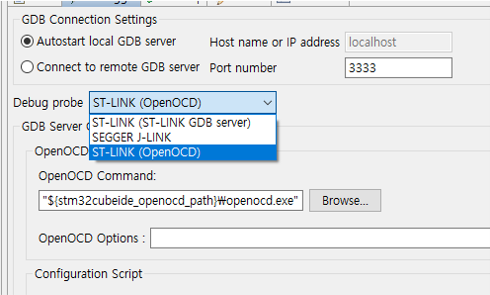 GDB Connection Settings
Autostart local GDB server
Host name or IP address
localhost
Connect to remote GDB server
Port number
3333
Debug probe
ST-LINK (OpenOCD)
ST-LINK (ST-LINK GDB server)
SEGGER J-LINK
ST-LINK (OpenOCD)
GDB Server
OpenOCD
OpenOCD Command:
"${stm32cubeide_openocd_path}₩openocd.exe"
Browse...
OpenOCD Options :
Configuration Script